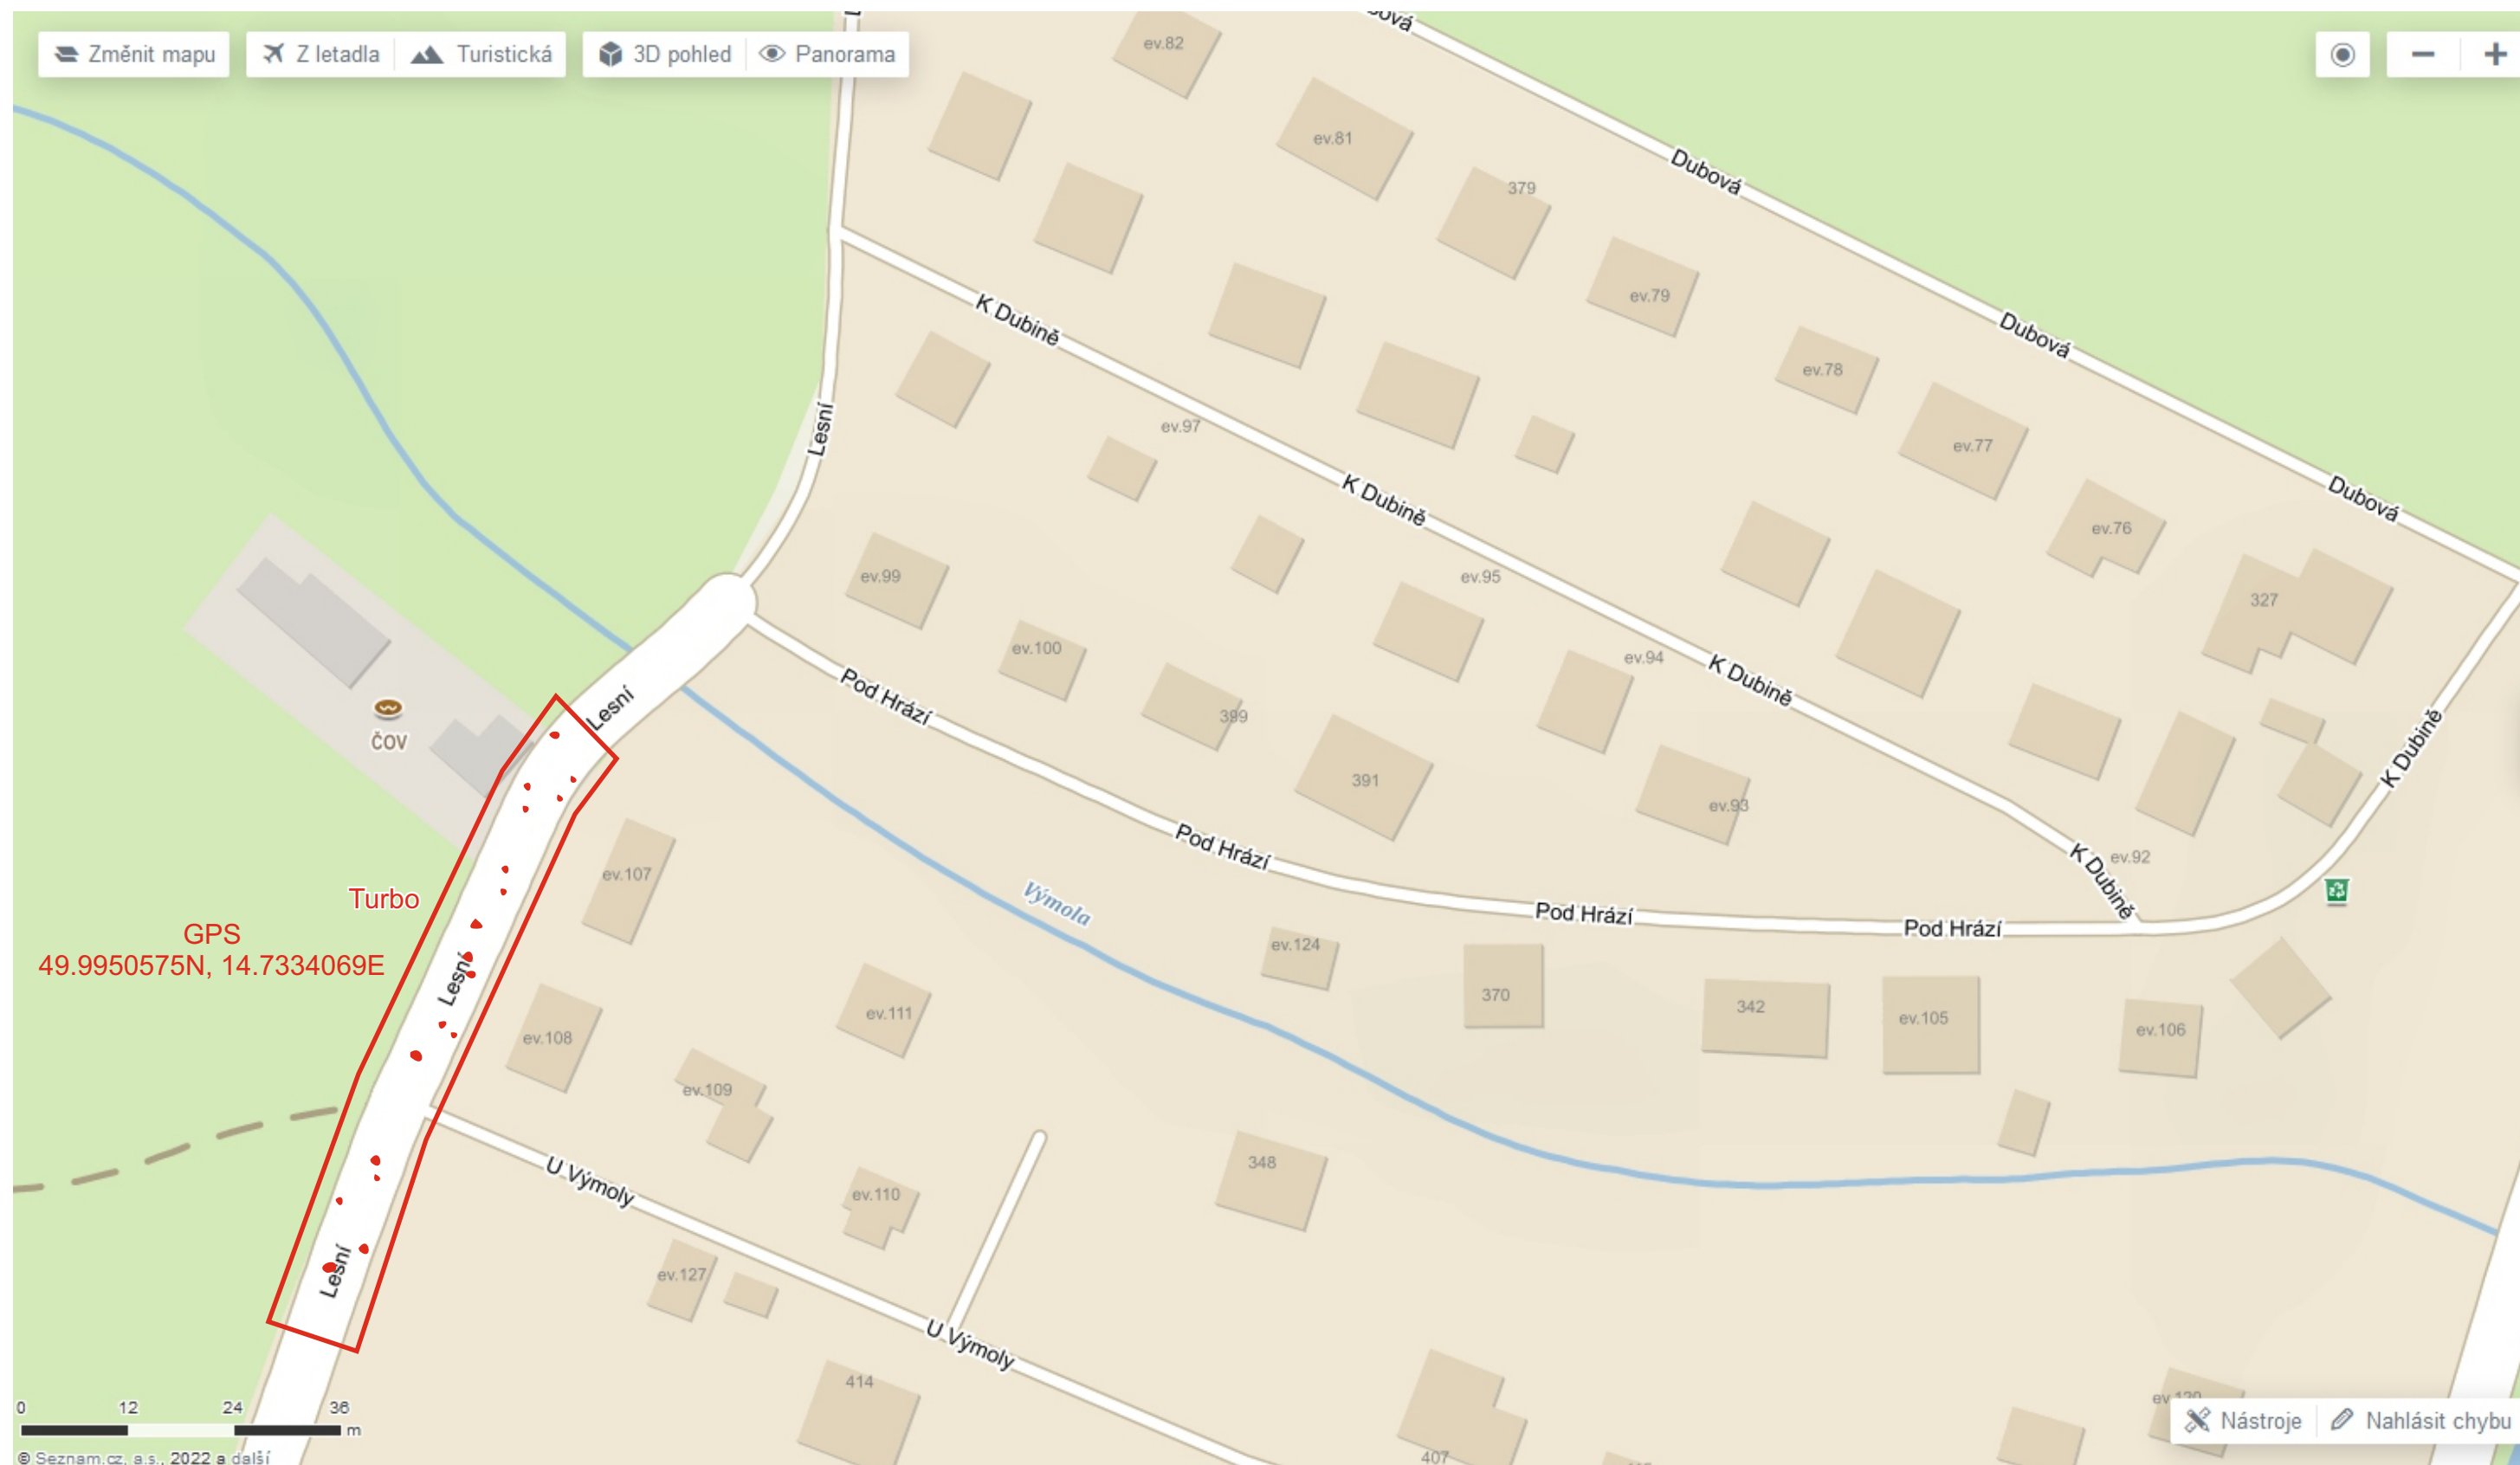 Změnit mapu
Z letadla
Turistická
3D pohled
Panorama
ev.82
Dubová
ev.81
379
Dubová
ev.79
K Dubině
Dubová
ev.78
Lesní
ev.97
ev.77
K Dubině
Dubová
ev.76
ev.99
ev.95
327
ev.100
ev.94
K Dubině
Pod Hrází
Lesní
399
ČOV
K Dubině
391
ev.93
Pod Hrází
K Dubině
ev.92
ev.107
Turbo
Výmola
Pod Hrází
Pod Hrází
GPS
49.9950575N, 14.7334069E
ev.124
Lesní
370
342
ev.105
ev.106
ev.111
ev.108
ev.109
U Výmoly
348
ev.110
Lesní
ev.127
U Výmoly
414
0 12 24 36
m
Nástroje
Nahlásit chybu
407
© Seznam.cz, a.s., 2022 a další